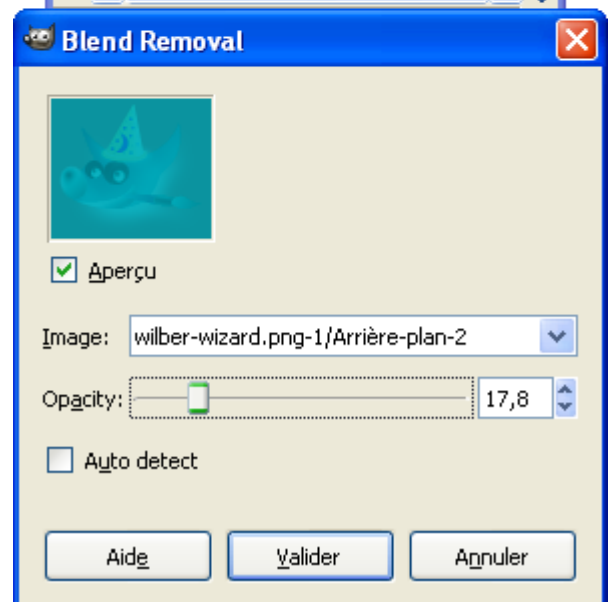 Blend Removal
Aperçu
Image: wilber-wizard.png-1/Arrière-plan-2
Opacity: 17,8
Auto detect
Aide Valider Annuler